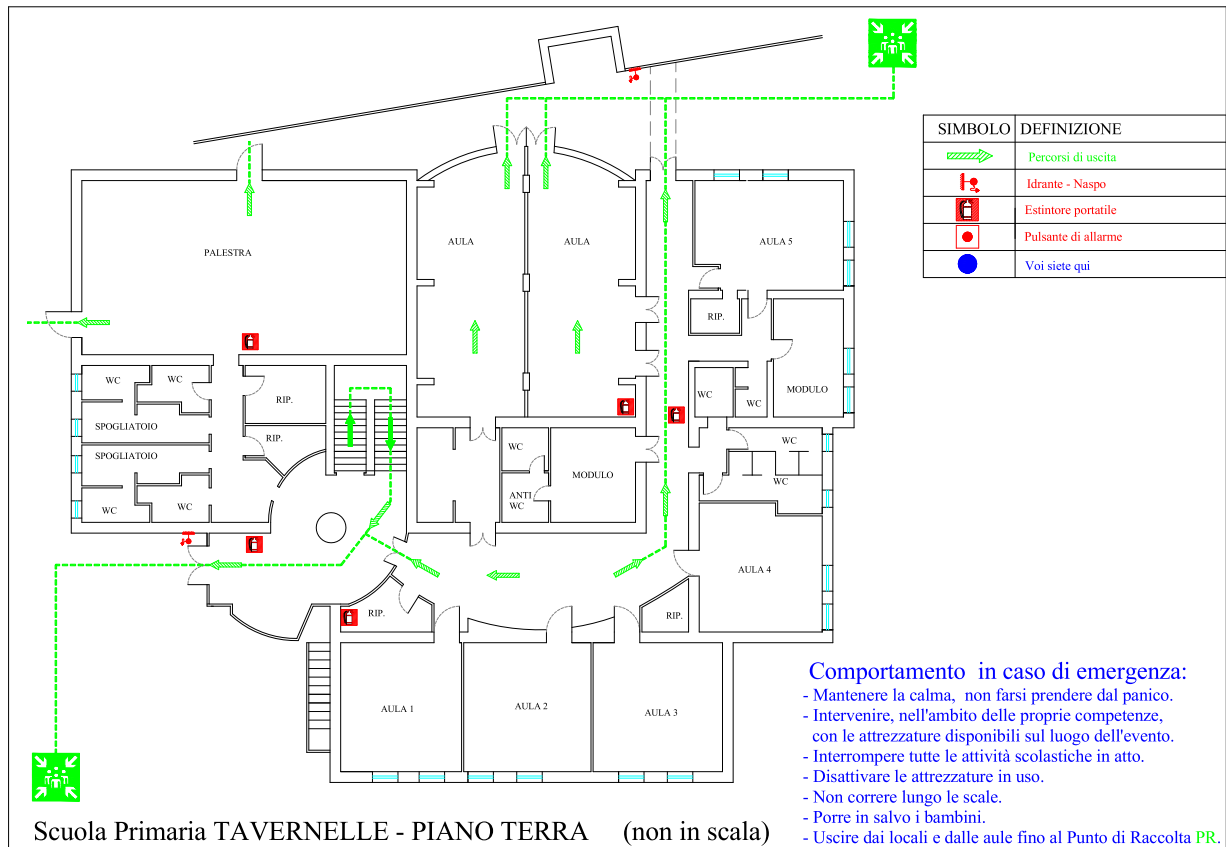 SIMBOLO DEFINIZIONE
Percorsi di uscita
Idrante - Naspo
Estintore portatile
Pulsante di allarme
Voi siete qui
PALESTRA
AULA
AULA
AULA 5
RIP.
WC
WC
MODULO
WC
WC
RIP.
SPOGLIATOIO
RIP.
SPOGLIATOIO
WC
WC
WC
ANTI
WC
MODULO
WC
WC
AULA 4
RIP.
RIP.
AULA 1
AULA 2
AULA 3
Comportamento in caso di emergenza:
- Mantenere la calma, non farsi prendere dal panico.
- Intervenire, nell'ambito delle proprie competenze,
con le attrezzature disponibili sul luogo dell'evento.
- Interrompere tutte le attività scolastiche in atto.
- Disattivare le attrezzature in uso.
- Non correre lungo le scale.
- Porre in salvo i bambini.
- Uscire dai locali e dalle aule fino al Punto di Raccolta PR.
Scuola Primaria TAVERNELLE - PIANO TERRA (non in scala)